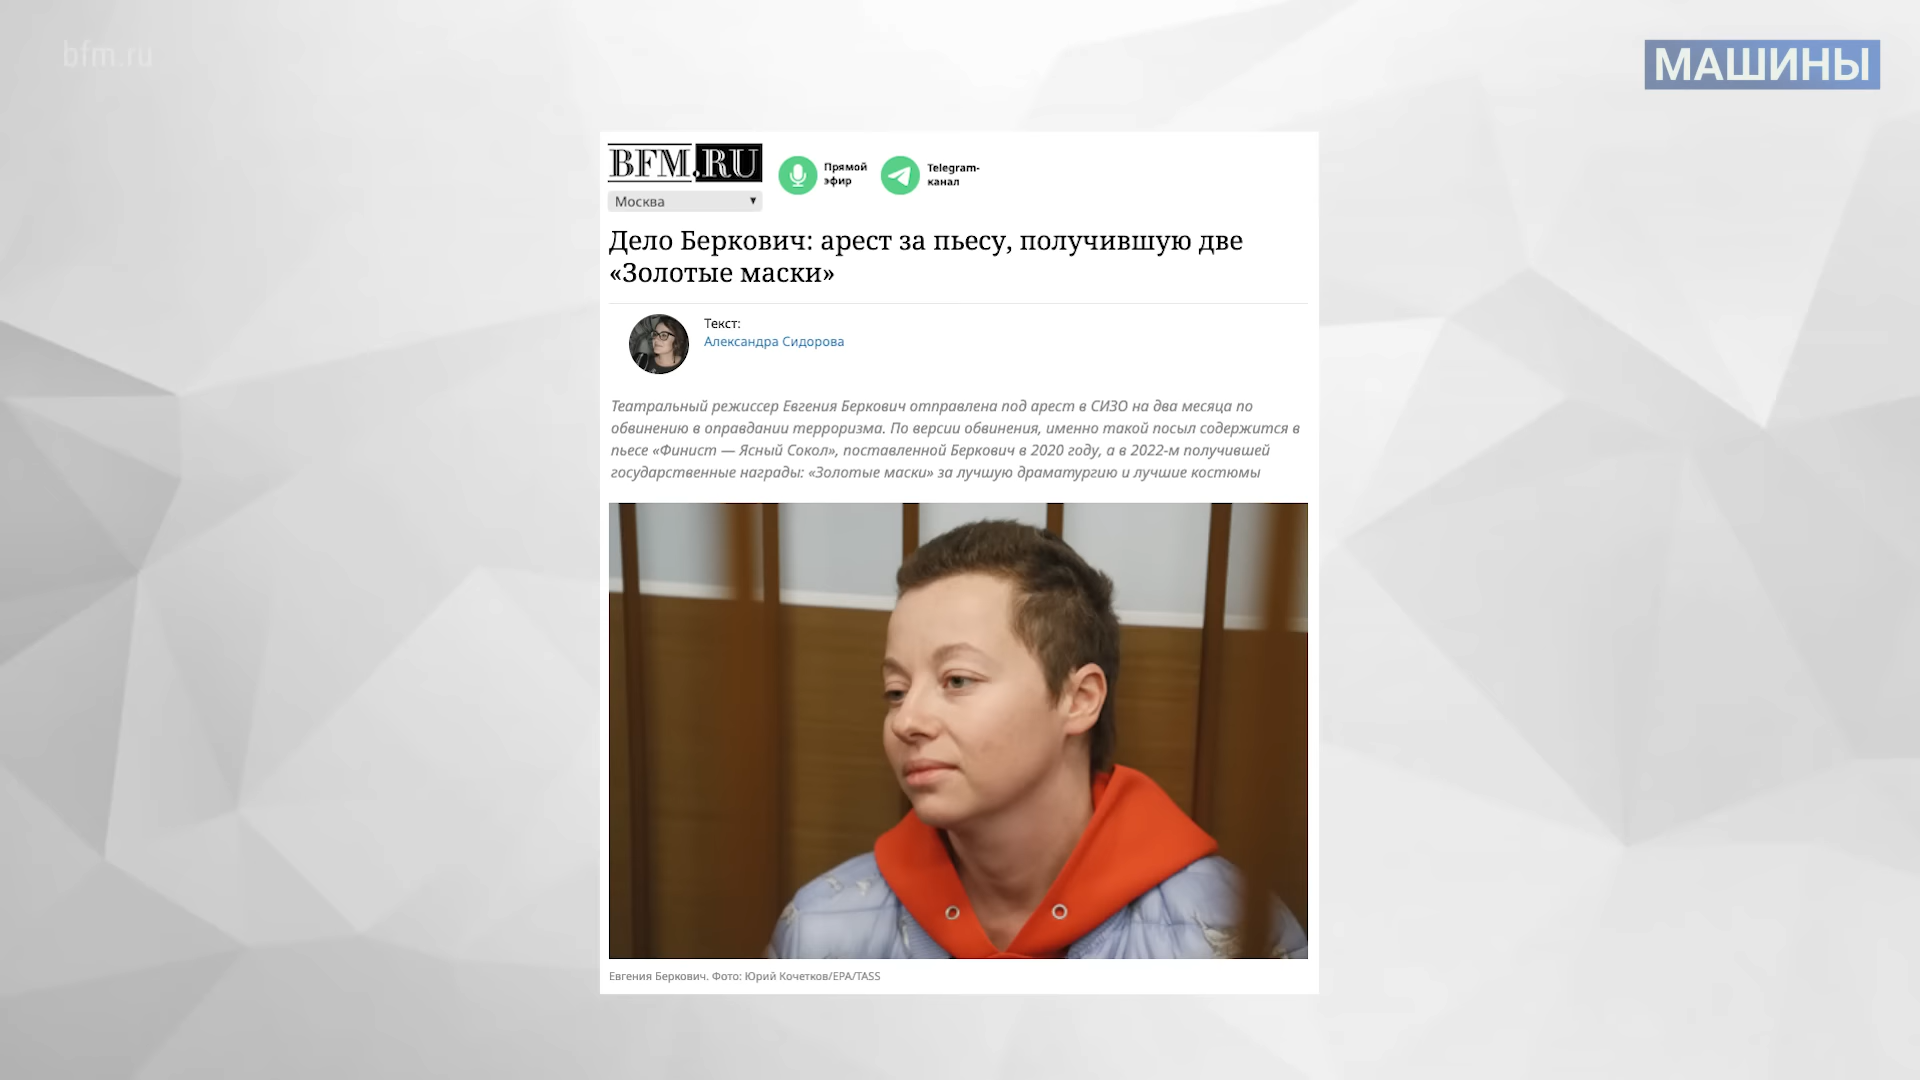 bfm.ru
МАШИНЫ
BFM.RU
Прямой
эфир
Telegram-
канал
Москва
Дело Беркович: арест за пьесу, получившую две
«Золотые маски»
Текст:
Александра Сидорова
Театральный режиссер Евгения Беркович отправлена под арест в СИЗО на два месяца по
обвинению в оправдании терроризма. По версии обвинения, именно такой посыл содержится в
пьесе «Финист — Ясный Сокол», поставленной Беркович в 2020 году, а в 2022-м получившей
государственные награды: «Золотые маски» за лучшую драматургию и лучшие костюмы
Евгения Беркович. Фото: Юрий Кочетков/EPA/TASS